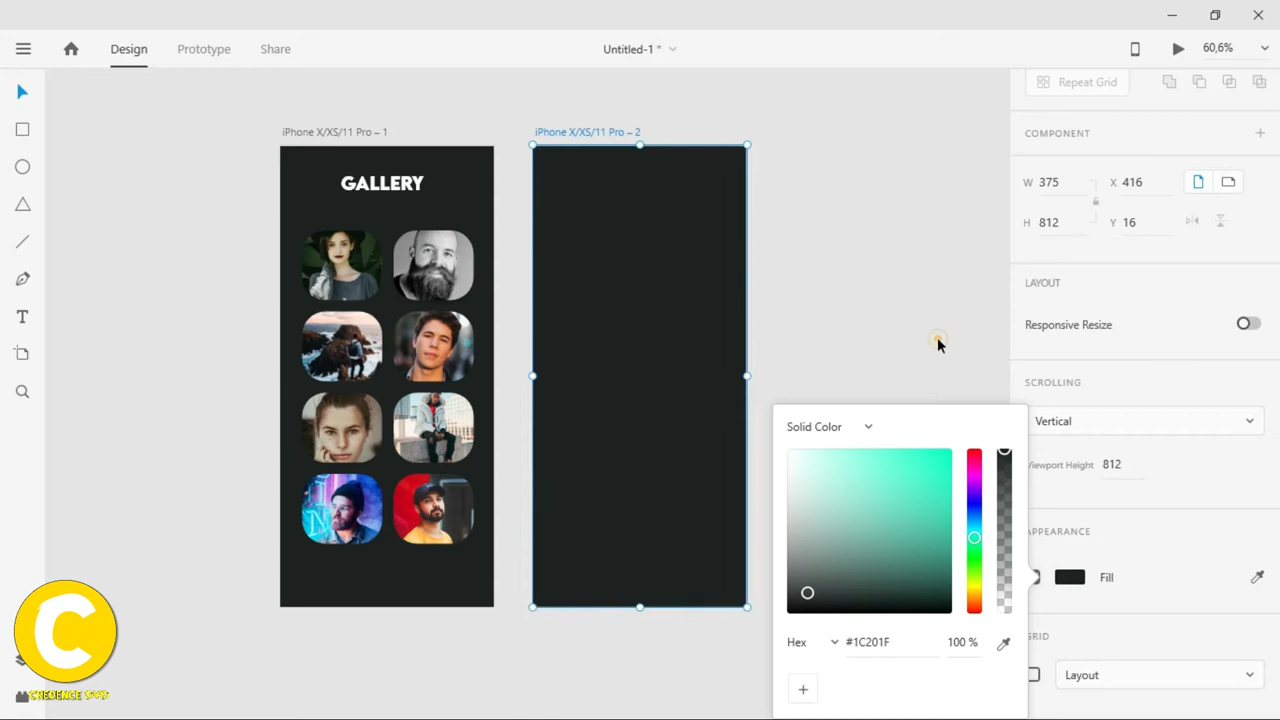 Design
Prototype
Share
Untitled-1 *
60,6%
Repeat Grid
iPhone X/XS/11 Pro – 1
iPhone X/XS/11 Pro – 2
COMPONENT
GALLERY
W 375
X 416
H 812
Y 16
LAYOUT
Responsive Resize
SCROLLING
Vertical
Solid Color
Viewport Height 812
APPEARANCE
Fill
Hex
#1C201F
100 %
GRID
Layout
C
CREDENCE